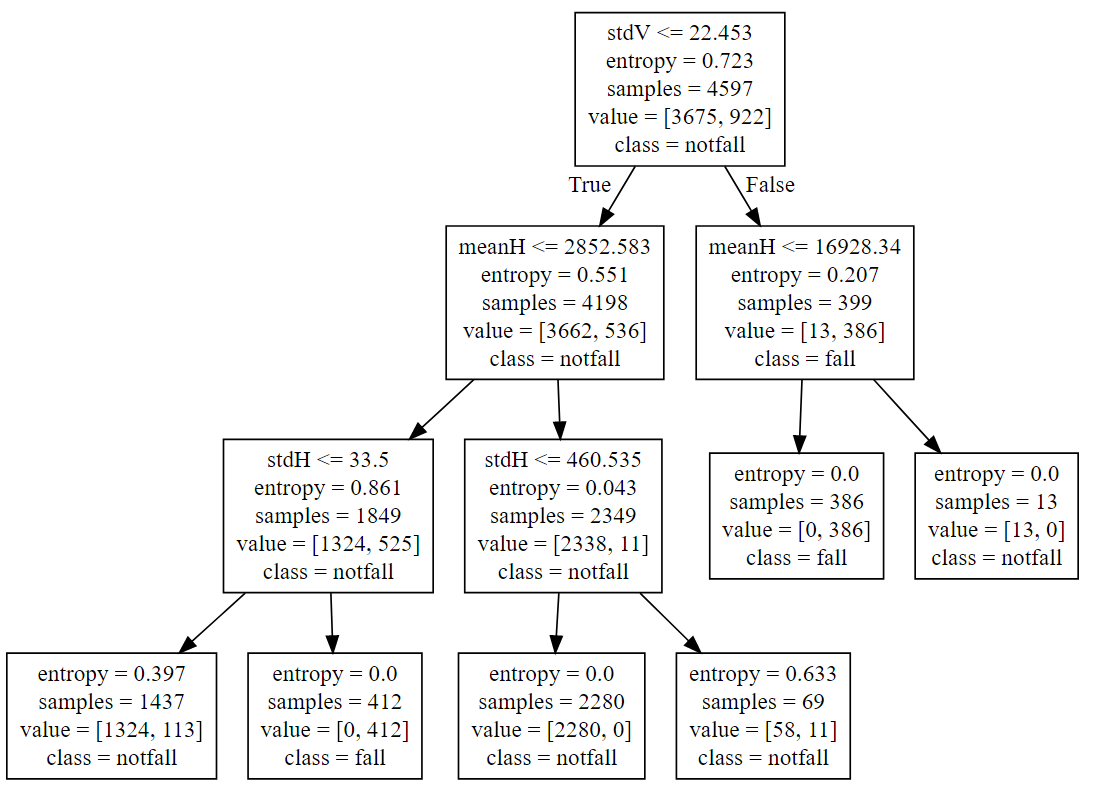 stdV <= 22.453
entropy = 0.723
samples = 4597
value = [3675, 922]
class = notfall
True
False
meanH <= 2852.583
entropy = 0.551
samples = 4198
value = [3662, 536]
class = notfall
meanH <= 16928.34
entropy = 0.207
samples = 399
value = [13, 386]
class = fall
stdH <= 33.5
entropy = 0.861
samples = 1849
value = [1324, 525]
class = notfall
stdH <= 460.535
entropy = 0.043
samples = 2349
value = [2338, 11]
class = notfall
entropy = 0.0
samples = 386
value = [0, 386]
class = fall
entropy = 0.0
samples = 13
value = [13, 0]
class = notfall
entropy = 0.397
samples = 1437
value = [1324, 113]
class = notfall
entropy = 0.0
samples = 412
value = [0, 412]
class = fall
entropy = 0.0
samples = 2280
value = [2280, 0]
class = notfall
entropy = 0.633
samples = 69
value = [58, 11]
class = notfall